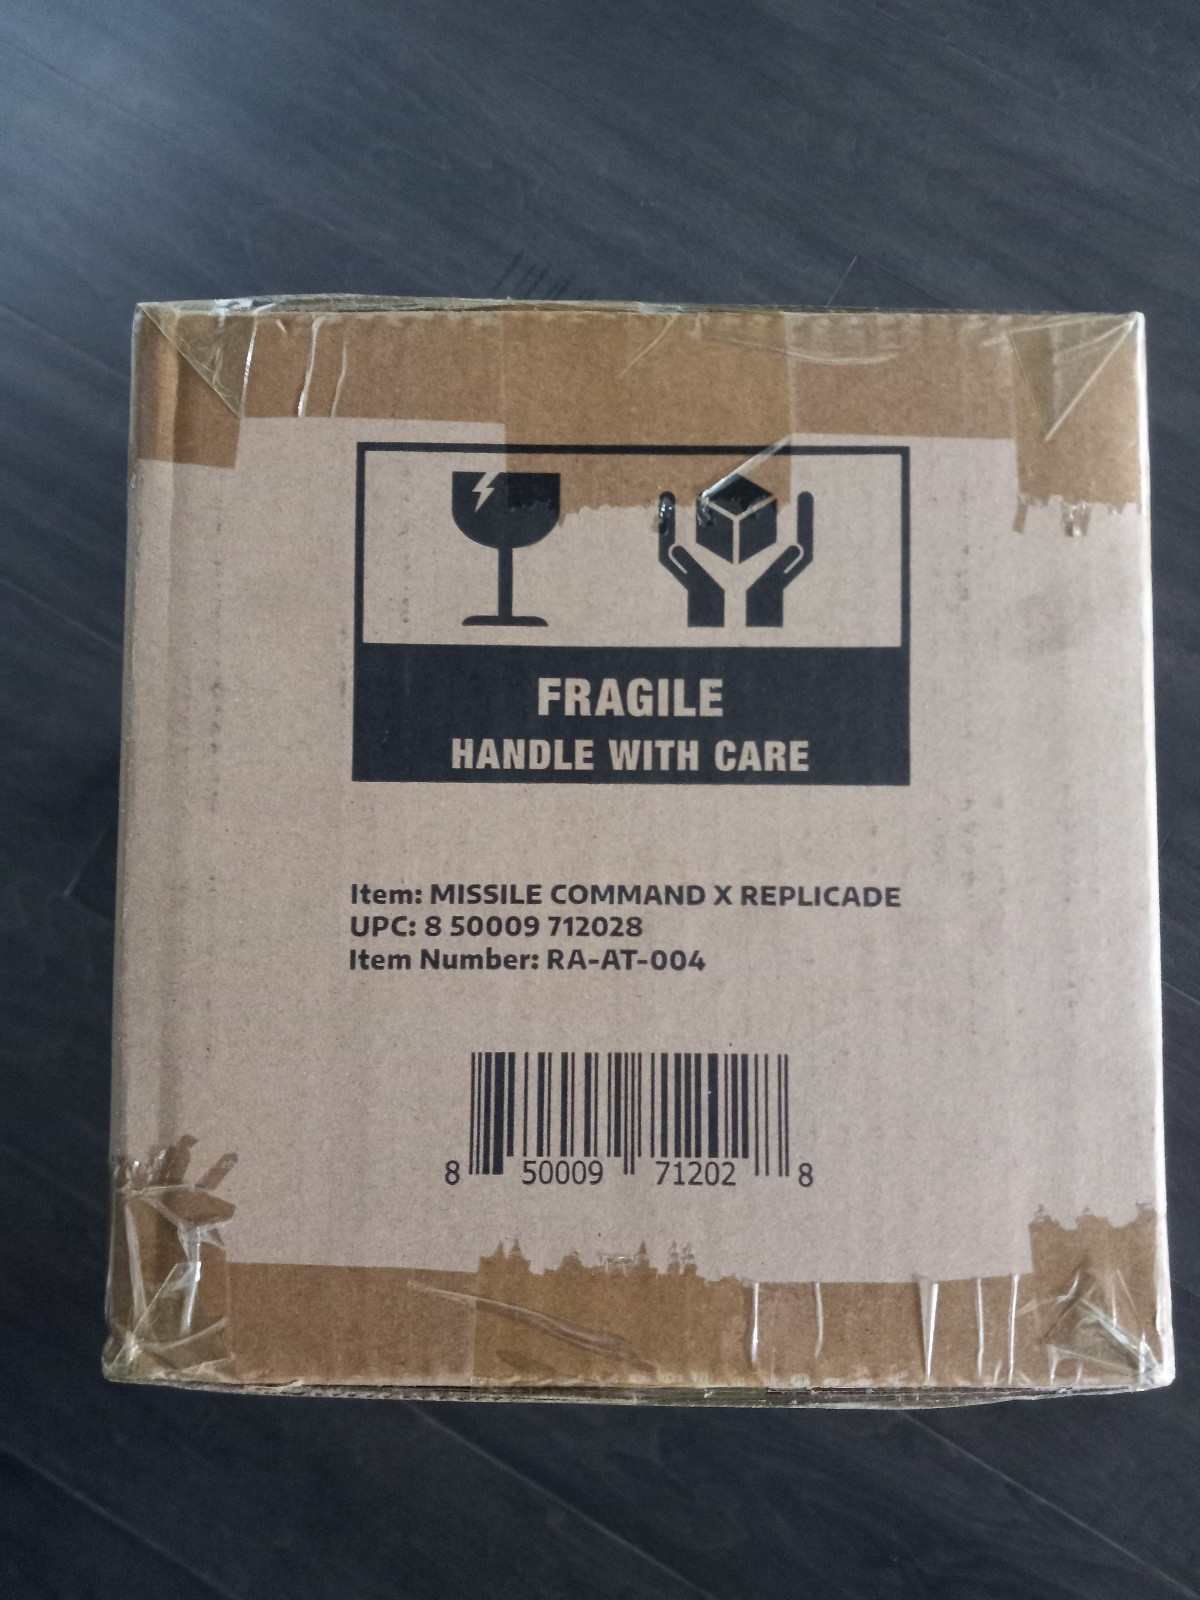 FRAGILE
HANDLE WITH CARE
Item: MISSILE COMMAND X REPLICADE
UPC: 8 50009 712028
Item Number: RA-AT-004
8 50009 71202 8